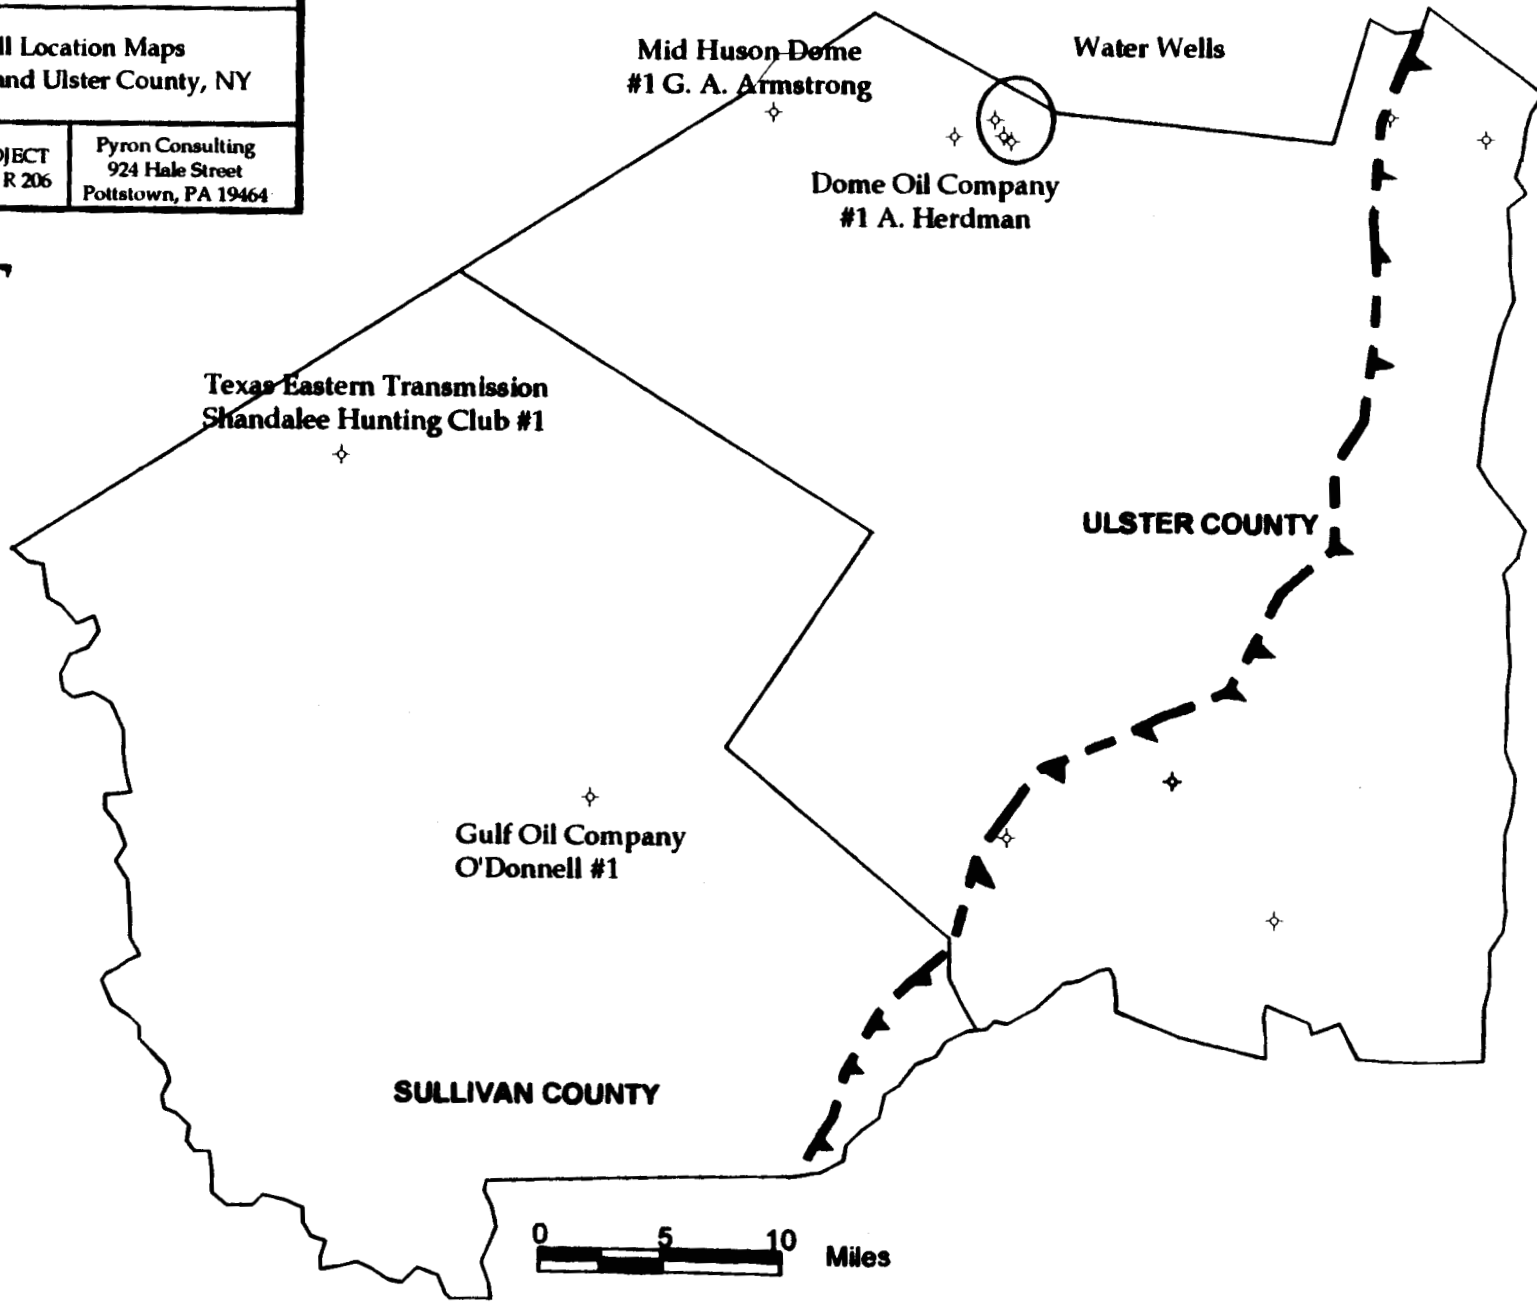 ll Location Maps
and Ulster County, NY
OJECT
R 206
Pyron Consulting
924 Hale Street
Pottstown, PA 19464
Mid Huson Dome
#1 G. A. Armstrong
Water Wells
Dome Oil Company
#1 A. Herdman
Texas Eastern Transmission
Shandalee Hunting Club #1
ULSTER COUNTY
Gulf Oil Company
O'Donnell #1
SULLIVAN COUNTY
0 5 10 Miles